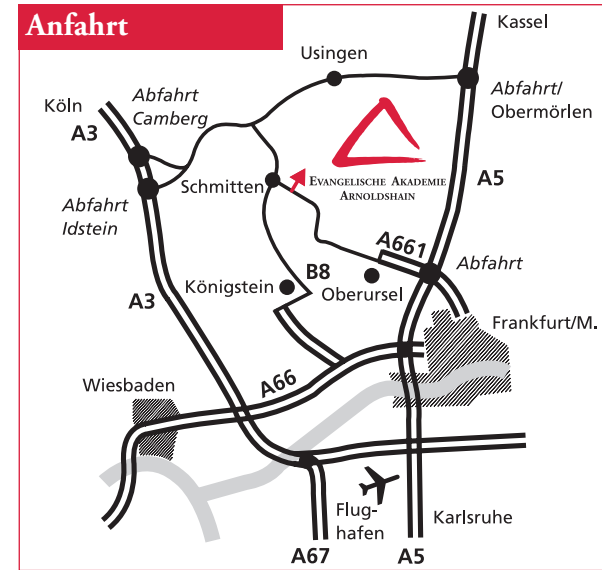 Anfahrt
Kassel
Usingen
Köln
Abfahrt
Camberg
Abfahrt/
Obermörlen
A3
A5
Schmitten
EVANGELISCHE AKADEMIE
ARNOLDSHAIN
Abfahrt
Idstein
A661
Abfahrt
B8
A3
Königstein
Oberursel
Frankfurt/M.
Wiesbaden
A66
Flug-
hafen
Karlsruhe
A67
A5